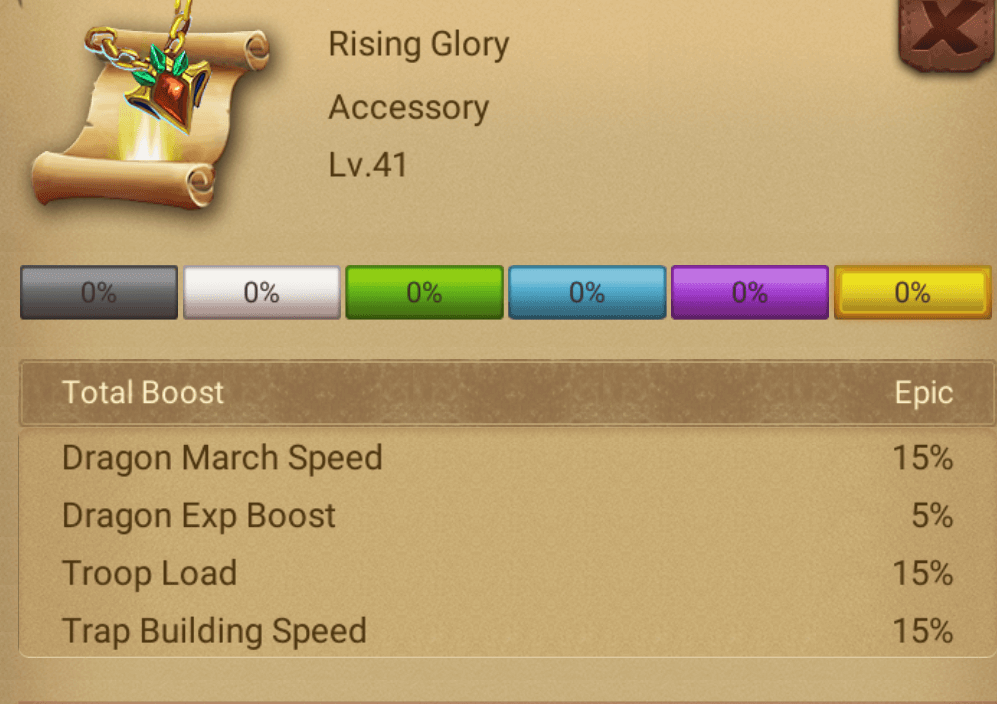 Rising Glory
Accessory
Lv.41
0% 0% 0% 0% 0% 0%
Total Boost Epic
Dragon March Speed 15%
Dragon Exp Boost 5%
Troop Load 15%
Trap Building Speed 15%